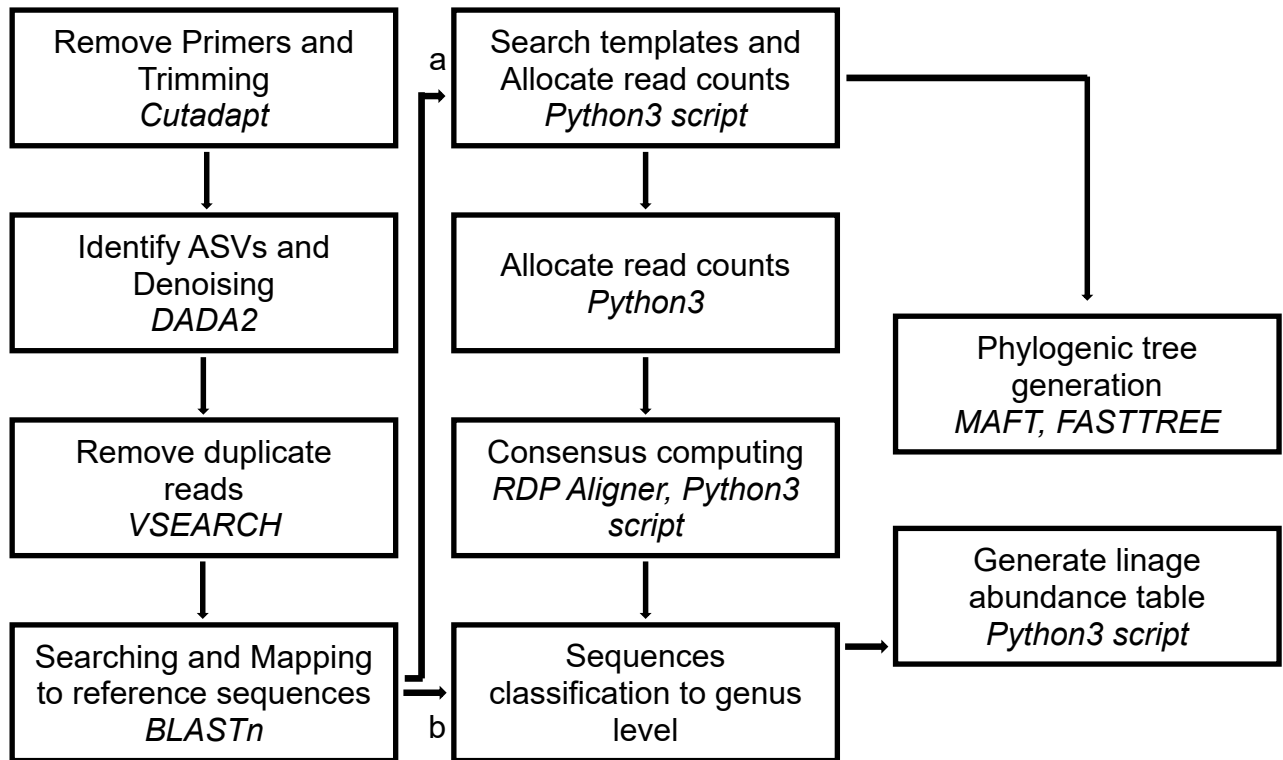 Remove Primers and
Trimming
Cutadapt
Identify ASVs and
Denoising
DADA2
Remove duplicate
reads
VSEARCH
Searching and Mapping
to reference sequences
BLASTn
a
b
Search templates and
Allocate read counts
Python3 script
Allocate read counts
Python3
Consensus computing
RDP Aligner, Python3
script
Sequences
classification to genus
level
Phylogenic tree
generation
MAFT, FASTTREE
Generate linage
abundance table
Python3 script